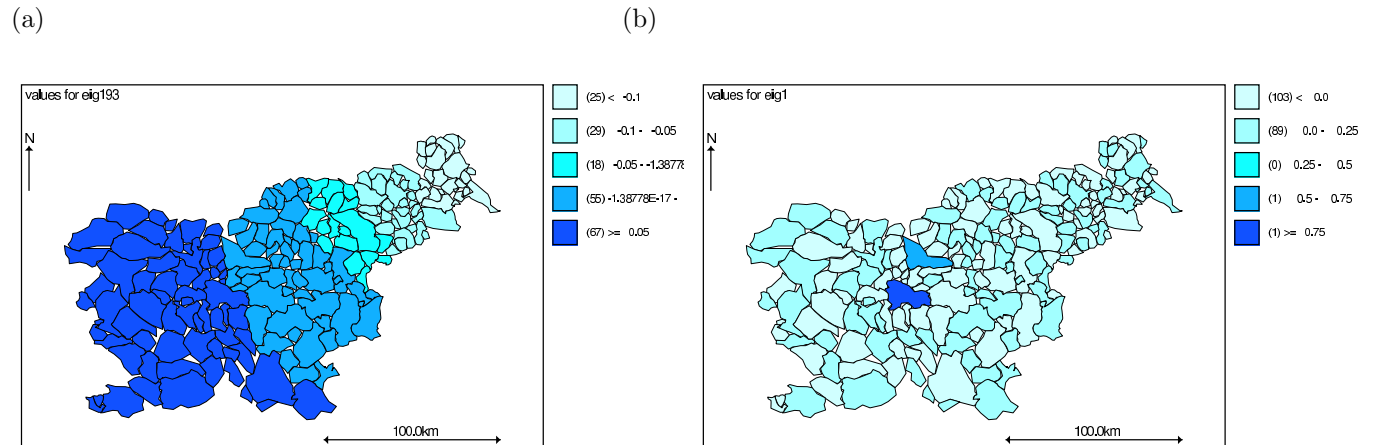 (a)
values for eiig193
N
100.0km
(25) < -0.1
(29) -0.1 - -0.05
(18) -0.05 - -1.38778
(55) -1.38778E-17 -
(67) >= 0.05
(b)
values for eig1
N
100.0km
(103) < 0.0
(89) 0.0 - 0.25
(0) 0.25 - 0.5
(1) 0.5 - 0.75
(1) >= 0.75